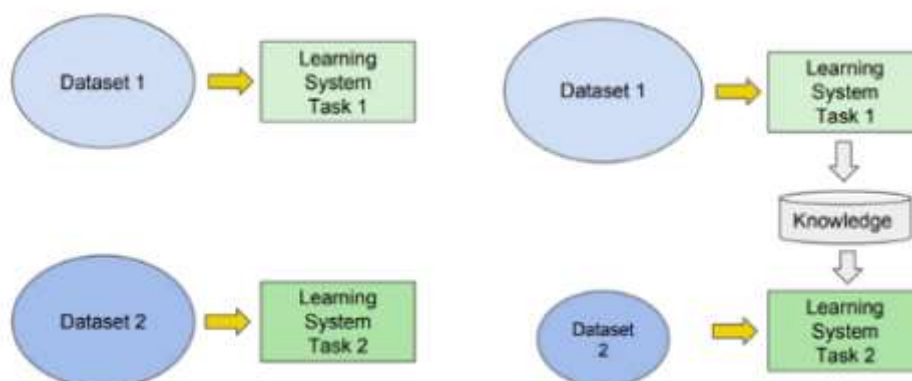 Dataset 1
Learning
System
Task 1
Dataset 2
Learning
System
Task 2
Dataset 1
Learning
System
Task 1
Knowledge
Dataset
2
Learning
System
Task 2